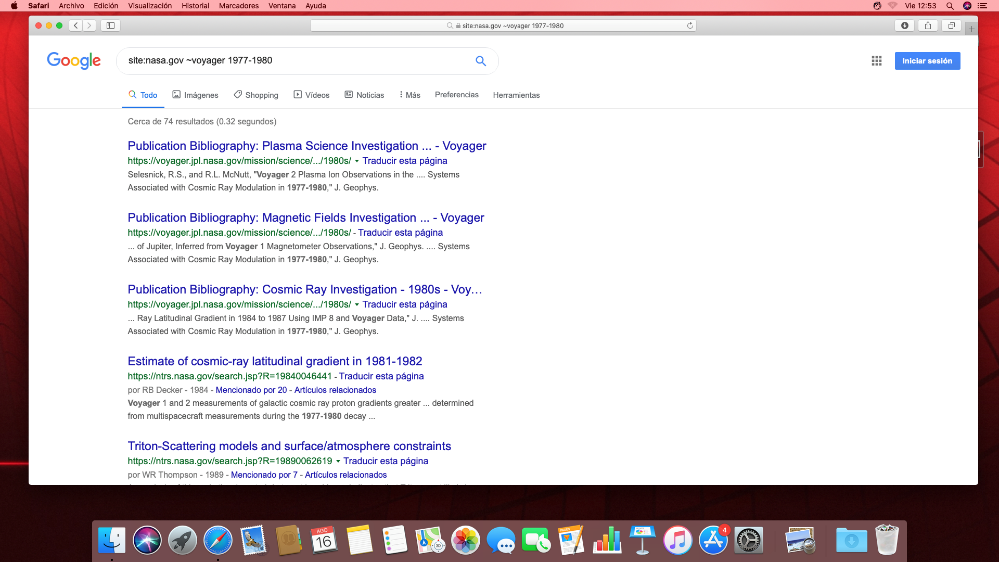 Safari Archivo Edición Visualización Historial Marcadores Ventana Ayuda
Vie 12:53
site:nasa.gov ~voyager 1977-1980
Google
site:nasa.gov ~voyager 1977-1980
Iniciar sesión
Todo Imágenes Shopping Vídeos Noticias Más Preferencias Herramientas
Cerca de 74 resultados (0.32 segundos)
Publication Bibliography: Plasma Science Investigation ... - Voyager
https://voyager.jpl.nasa.gov/mission/science/.../1980s/ Traducir esta página
Selesnick, R.S., and R.L. McNutt, "Voyager 2 Plasma Ion Observations in the .... Systems
Associated with Cosmic Ray Modulation in 1977-1980," J. Geophys.
Publication Bibliography: Magnetic Fields Investigation ... - Voyager
https://voyager.jpl.nasa.gov/mission/science/.../1980s/ - Traducir esta página
... of Jupiter, Inferred from Voyager 1 Magnetometer Observations," J. Geophys. .... Systems
Associated with Cosmic Ray Modulation in 1977-1980," J. Geophys.
Publication Bibliography: Cosmic Ray Investigation - 1980s - Voy...
https://voyager.jpl.nasa.gov/mission/science/.../1980s/ Traducir esta página
... Ray Latitudinal Gradient in 1984 to 1987 Using IMP 8 and Voyager Data," J. .... Systems
Associated with Cosmic Ray Modulation in 1977-1980," J. Geophys.
Estimate of cosmic-ray latitudinal gradient in 1981-1982
https://ntrs.nasa.gov/search.jsp?R=19840046441 - Traducir esta página
por RB Decker - 1984 - Mencionado por 20 - Artículos relacionados
Voyager 1 and 2 measurements of galactic cosmic ray proton gradients greater ... determined
from multispacecraft measurements during the 1977-1980 decay ...
Triton-Scattering models and surface/atmosphere constraints
https://ntrs.nasa.gov/search.jsp?R=19890062619 Traducir esta página
por WR Thompson - 1989 - Mencionado por 7 - Artículos relacionados
16
4